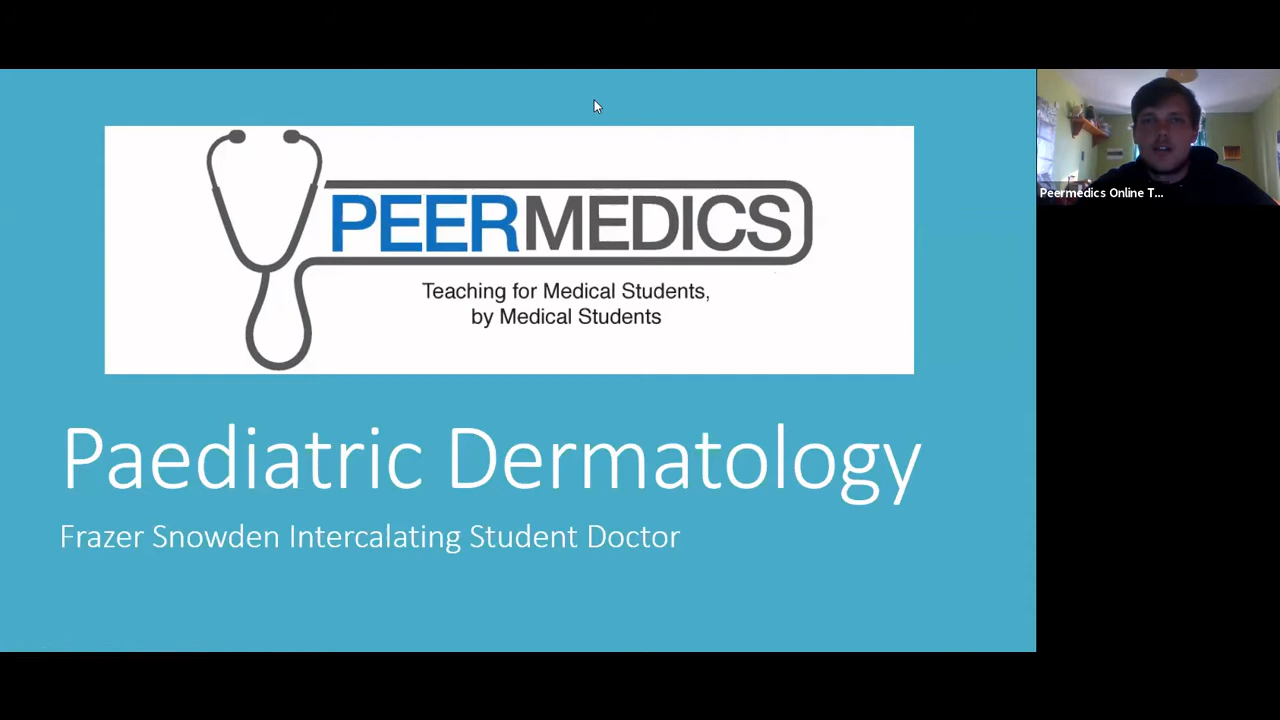 PEERMEDICS
Teaching for Medical Students,
by Medical Students
Paediatric Dermatology
Frazer Snowden Intercalating Student Doctor
Peermedics Online T...